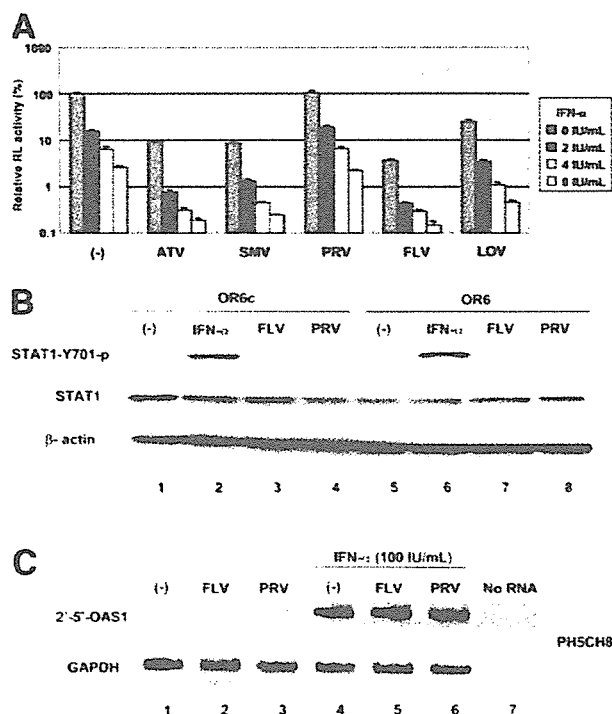 A
1000
100
10
1
0.1
Relative RL activity (%)
(-) ATV SMV PRV FLV LOV
IFN-α
0 IU/mL
2 IU/mL
4 IU/mL
8 IU/mL
B
OR6c OR6
(-) IFN-α FLV PRV (-) IFN-α FLV PRV
STAT1-Y701-p
STAT1
β- actin
1 2 3 4 5 6 7 8
C
IFN-α (100 IU/mL)
(-) FLV PRV (-) FLV PRV No RNA
2'-5'-OAS1
PH5CH8
GAPDH
1 2 3 4 5 6 7